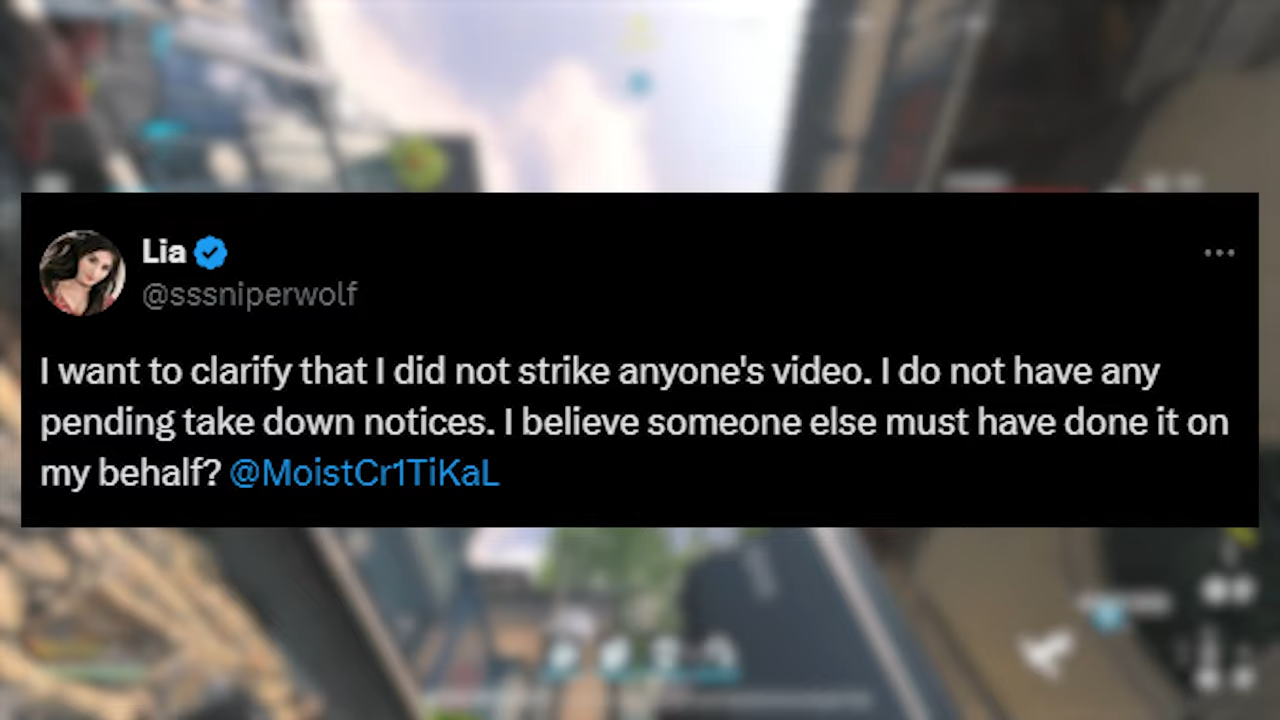 Lia
@sssniperwolf
I want to clarify that I did not strike anyone's video. I do not have any
pending take down notices. I believe someone else must have done it on
my behalf? @MoistCr1TiKaL